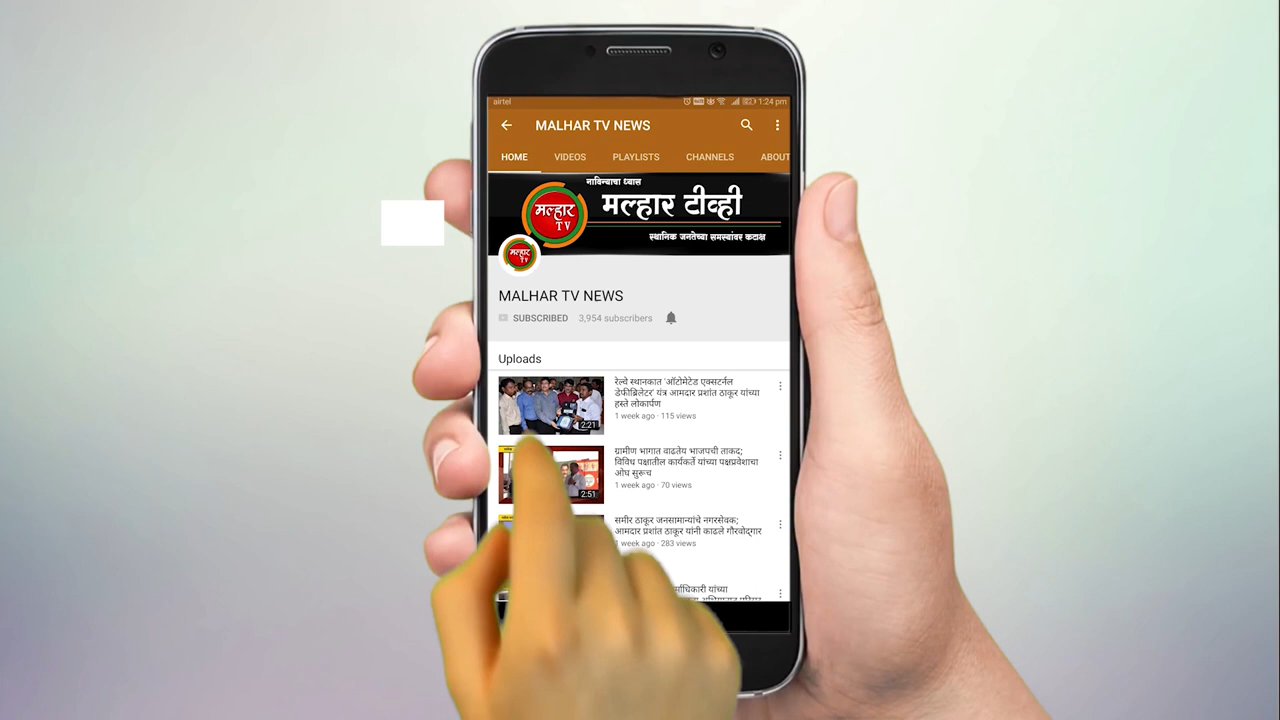 airtel 1:24 pm
MALHAR TV NEWS
HOME VIDEOS PLAYLISTS CHANNELS ABOUT
नाविन्याचा ध्यास
मल्हार टीव्ही
मल्हार
TV
स्थानिक जनतेच्या समस्यांवर कटाक्ष
मल्हार
TV
MALHAR TV NEWS
SUBSCRIBED 3,954 subscribers
Uploads
रेल्वे स्थानकात 'ऑटोमेटेड एक्सटर्नल
डेफीब्रिलेटर' यंत्र आमदार प्रशांत ठाकूर यांच्या
हस्ते लोकार्पण
1 week ago · 115 views
2:21
ग्रामीण भागात वाढतेय भाजपची ताकद;
विविध पक्षातील कार्यकर्ते यांच्या पक्षप्रवेशाचा
ओघ सुरूच
1 week ago · 70 views
2:51
समीर ठाकूर जनसामान्यांचे नगरसेवक;
आमदार प्रशांत ठाकूर यांनी काढले गौरवोद्गार
1 week ago · 283 views
र्माधिकारी यांच्या